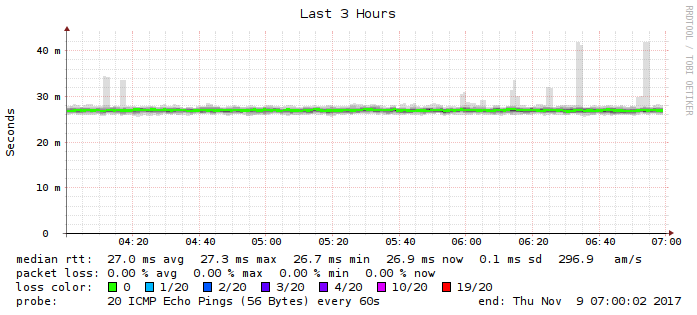 Last 3 Hours
RRDTOOL / TOBI OETIKER
Seconds
40 m
30 m
20 m
10 m
0
04:20 04:40 05:00 05:20 05:40 06:00 06:20 06:40 07:00
median rtt: 27.0 ms avg 27.3 ms max 26.7 ms min 26.9 ms now 0.1 ms sd 296.9 am/s
packet loss: 0.00 % avg 0.00 % max 0.00 % min 0.00 % now
loss color: 0 1/20 2/20 3/20 4/20 10/20 19/20
probe: 20 ICMP Echo Pings (56 Bytes) every 60s end: Thu Nov 9 07:00:02 2017